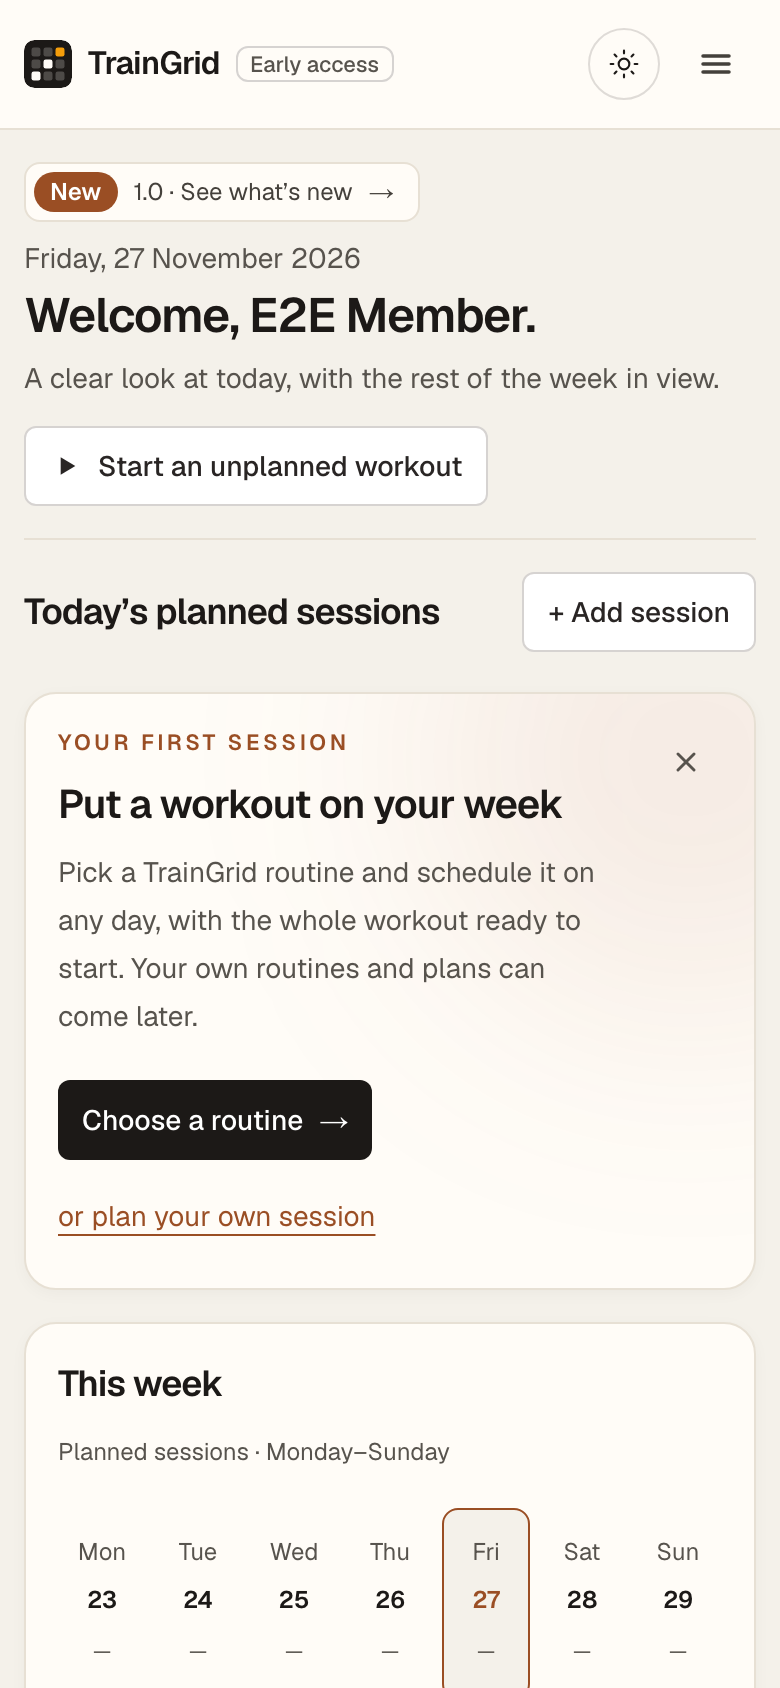 TrainGrid Early access
New 1.0 · See what’s new →
Friday, 27 November 2026
Welcome, E2E Member.
A clear look at today, with the rest of the week in view.
Start an unplanned workout
Today’s planned sessions
+ Add session
YOUR FIRST SESSION
Put a workout on your week
Pick a TrainGrid routine and schedule it on
any day, with the whole workout ready to
start. Your own routines and plans can
come later.
Choose a routine →
or plan your own session
This week
Planned sessions · Monday–Sunday
Mon Tue Wed Thu Fri Sat Sun
23 24 25 26 27 28 29
– – – – – – –